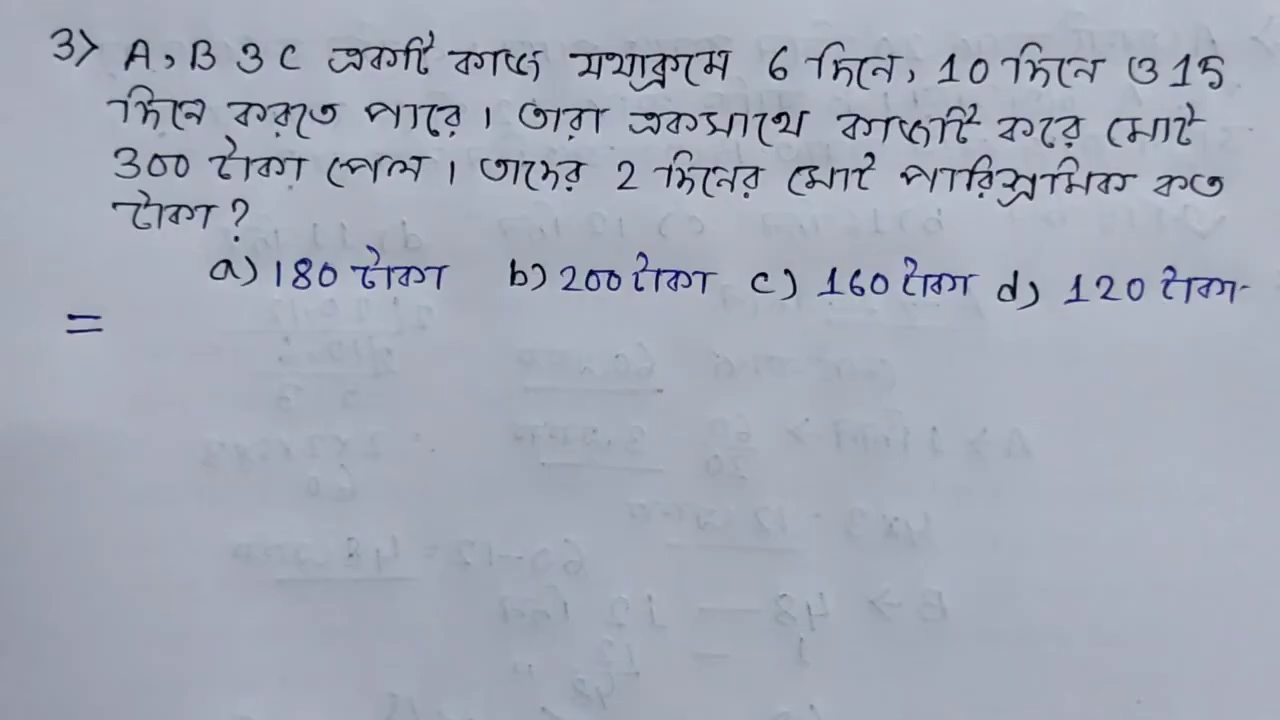 3> A, B ও C একটি কাজ যথাক্রমে 6 দিনে, 10 দিনে ও 15
দিনে করতে পারে। তারা একসাথে কাজটি করে মোট
300 টাকা পেল। তাদের 2 দিনের মোট পারিশ্রমিক কত
টাকা?
a) 180 টাকা b) 200 টাকা c) 160 টাকা d) 120 টাকা
=